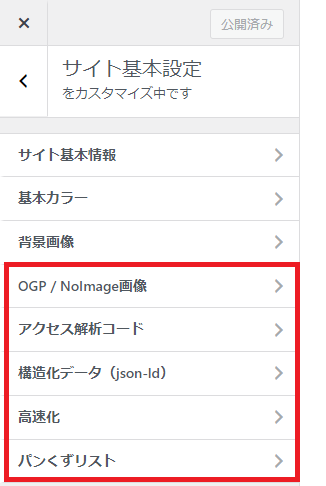 ×
公開済み
サイト基本設定
をカスタマイズ中です
サイト基本情報
基本カラー
背景画像
OGP / NoImage画像
アクセス解析コード
構造化データ（json-ld）
高速化
パンくずリスト